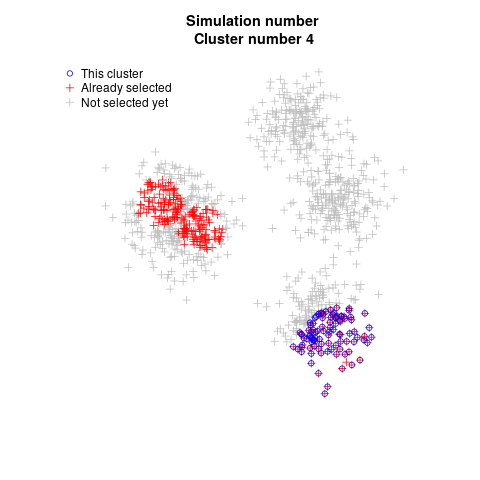 Simulation number
Cluster number 4
This cluster
Already selected
Not selected yet